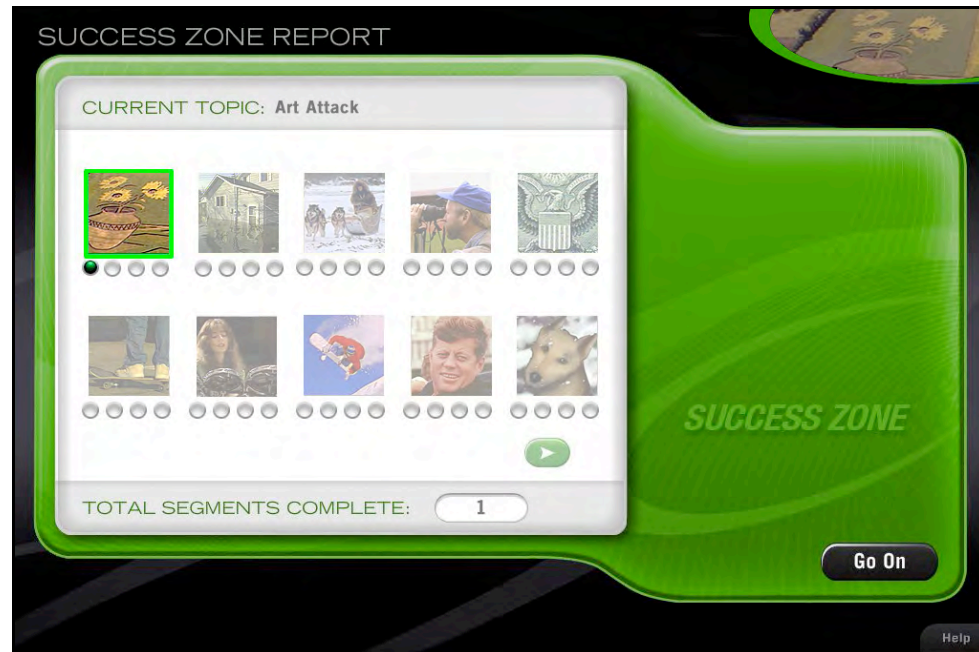 SUCCESS ZONE REPORT
CURRENT TOPIC: Art Attack
SUCCESS ZONE
TOTAL SEGMENTS COMPLETE: 1
Go On
Help